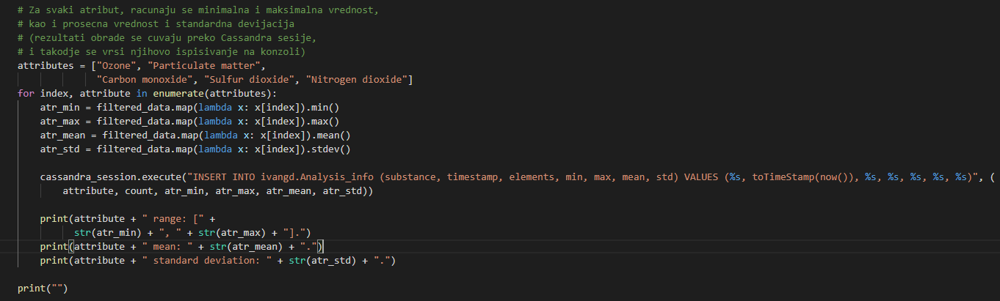 # Za svaki atribut, racunaju se minimalna i maksimalna vrednost,
# kao i prosecna vrednost i standardna devijacija
# (rezultati obrade se cuvaju preko Cassandra sesije,
# i takodje se vrsi njihovo ispisivanje na konzoli)
attributes = ["Ozone", "Particulate matter",
              "Carbon monoxide", "Sulfur dioxide", "Nitrogen dioxide"]
for index, attribute in enumerate(attributes):
    atr_min = filtered_data.map(lambda x: x[index]).min()
    atr_max = filtered_data.map(lambda x: x[index]).max()
    atr_mean = filtered_data.map(lambda x: x[index]).mean()
    atr_std = filtered_data.map(lambda x: x[index]).stdev()
    cassandra_session.execute("INSERT INTO ivangd.Analysis_info (substance, timestamp, elements, min, max, mean, std) VALUES (%s, toTimeStamp(now()), %s, %s, %s, %s, %s)", (
        attribute, count, atr_min, atr_max, atr_mean, atr_std))
    print(attribute + " range: [" +
          str(atr_min) + ", " + str(atr_max) + "].")
    print(attribute + " mean: " + str(atr_mean) + ".")
    print(attribute + " standard deviation: " + str(atr_std) + ".")
print("")